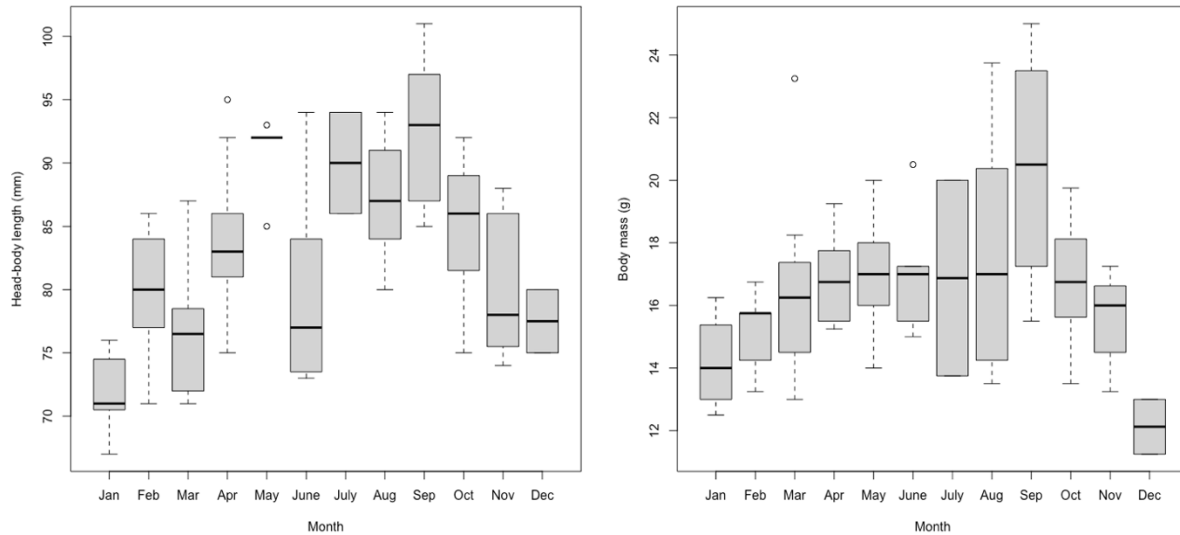 Head-body length (mm)
100
95
90
85
80
75
70
Jan Feb Mar Apr May June July Aug Sep Oct Nov Dec
Month
Body mass (g)
24
22
20
18
16
14
12
Jan Feb Mar Apr May June July Aug Sep Oct Nov Dec
Month